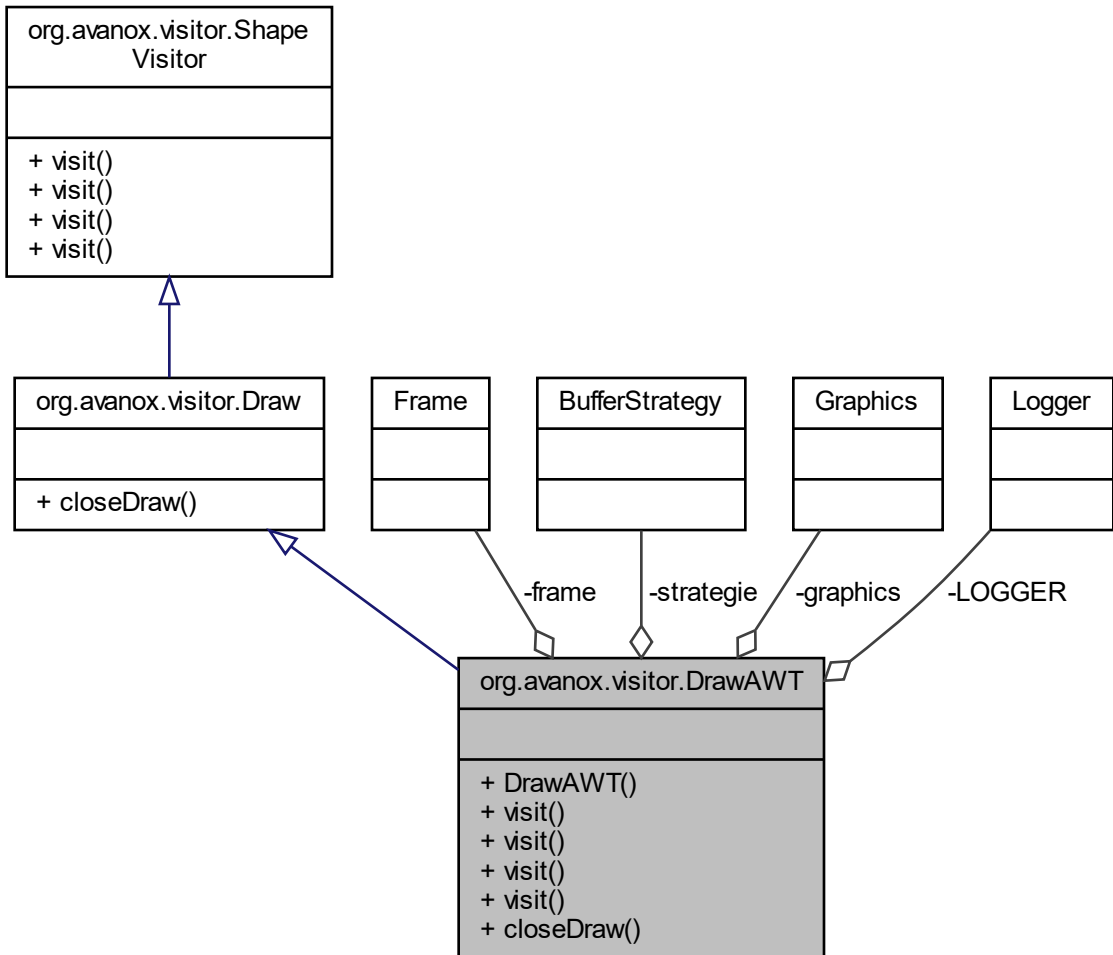 org.avanox.visitor.Shape
Visitor
+ visit()
+ visit()
+ visit()
+ visit()
org.avanox.visitor.Draw
+ closeDraw()
Frame
BufferStrategy
Graphics
Logger
-frame
-strategie
-graphics
-LOGGER
org.avanox.visitor.DrawAWT
+ DrawAWT()
+ visit()
+ visit()
+ visit()
+ visit()
+ closeDraw()